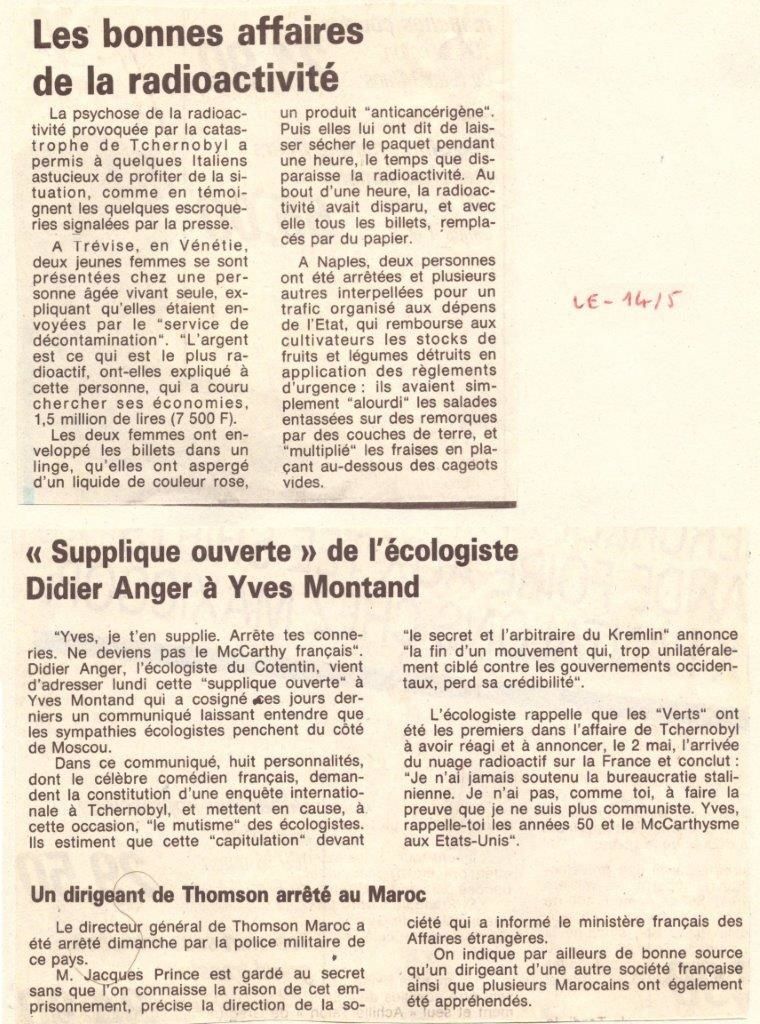 Les bonnes affaires
de la radioactivité
La psychose de la radioac-
tivité provoquée par la catas-
trophe de Tchernobyl a
permis à quelques Italiens
astucieux de profiter de la si-
tuation, comme en témoi-
gnent les quelques escroque-
ries signalées par la presse.
A Trévise, en Vénétie,
deux jeunes femmes se sont
présentées chez une per-
sonne âgée vivant seule, ex-
pliquant qu'elles étaient en-
voyées par le "service de
décontamination". "L'argent
est ce qui est le plus ra-
dioactif, ont-elles expliqué à
cette personne, qui a couru
chercher ses économies,
1,5 million de lires (7 500 F).
Les deux femmes ont en-
veloppé les billets dans un
linge, qu'elles ont aspergé
d'un liquide de couleur rose,
un produit "anticancérigène".
Puis elles lui ont dit de lais-
ser sécher le paquet pendant
une heure, le temps que dis-
paraisse la radioactivité. Au
bout d'une heure, la radioac-
tivité avait disparu, et avec
elle tous les billets, rempla-
cés par du papier.
A Naples, deux personnes
ont été arrêtées et plusieurs
autres interpellées pour un
trafic organisé aux dépens
de l'Etat, qui rembourse aux
cultivateurs les stocks de
fruits et légumes détruits en
application des règlements
d'urgence : ils avaient sim-
plement "alourdi" les salades
entassées sur des remorques
par des couches de terre, et
"multiplié" les fraises en pla-
çant au-dessous des cageots
vides.
LE - 14/5
« Supplique ouverte » de l'écologiste
Didier Anger à Yves Montand
"Yves, je t'en supplie. Arrête tes conne-
ries. Ne deviens pas le McCarthy français".
Didier Anger, l'écologiste du Cotentin, vient
d'adresser lundi cette "supplique ouverte" à
Yves Montand qui a cosigné ces jours der-
niers un communiqué laissant entendre que
les sympathies écologistes penchent du côté
de Moscou.
Dans ce communiqué, huit personnalités,
dont le célèbre comédien français, deman-
dent la constitution d'une enquête internatio-
nale à Tchernobyl, et mettent en cause, à
cette occasion, "le mutisme" des écologistes.
Ils estiment que cette "capitulation" devant
"le secret et l'arbitraire du Kremlin" annonce
"la fin d'un mouvement qui, trop unilatérale-
ment ciblé contre les gouvernements occiden-
taux, perd sa crédibilité".
L'écologiste rappelle que les "Verts" ont
été les premiers dans l'affaire de Tchernobyl
à avoir réagi et à annoncer, le 2 mai, l'arrivée
du nuage radioactif sur la France et conclut :
"Je n'ai jamais soutenu la bureaucratie stali-
nienne. Je n'ai pas, comme toi, à faire la
preuve que je ne suis plus communiste. Yves,
rappelle-toi les années 50 et le McCarthysme
aux Etats-Unis".
Un dirigeant de Thomson arrêté au Maroc
Le directeur général de Thomson Maroc a
été arrêté dimanche par la police militaire de
ce pays.
M. Jacques Prince est gardé au secret
sans que l'on connaisse la raison de cet em-
prisonnement, précise la direction de la so-
ciété qui a informé le ministère français des
Affaires étrangères.
On indique par ailleurs de bonne source
qu'un dirigeant d'une autre société française
ainsi que plusieurs Marocains ont également
été appréhendés.